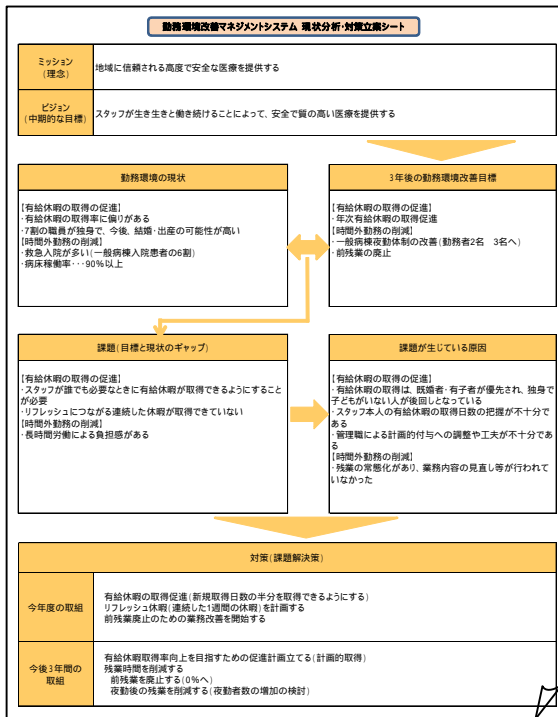 勤務環境改善マネジメントシステム 現状分析・対策立案シート
ミッション
(理念)
地域に信頼される高度で安全な医療を提供する
ビジョン
(中期的な目標)
スタッフが生き生きと働き続けることによって、安全で質の高い医療を提供する
勤務環境の現状
【有給休暇の取得の促進】
・有給休暇の取得率に偏りがある
・7割の職員が独身で、今後、結婚・出産の可能性が高い
【時間外勤務の削減】
・救急入院が多い(一般病棟入院患者の6割)
・病床稼働率・・・90%以上
3年後の勤務環境改善目標
【有給休暇の取得の促進】
・年次有給休暇の取得促進
【時間外勤務の削減】
・一般病棟夜勤体制の改善(勤務者2名 3名へ)
・前残業の廃止
課題(目標と現状のギャップ)
【有給休暇の取得の促進】
・スタッフが誰でも必要なときに有給休暇が取得できるようにすること
が必要
・リフレッシュにつながる連続した休暇が取得できていない
【時間外勤務の削減】
・長時間労働による負担感がある
課題が生じている原因
【有給休暇の取得の促進】
・有給休暇の取得は、既婚者・有子者が優先され、独身で
子どもがいない人が後回しとなっている
・スタッフ本人の有給休暇の取得日数の把握が不十分で
ある
・管理職による計画的付与への調整や工夫が不十分であ
る
【時間外勤務の削減】
・残業の常態化があり、業務内容の見直し等が行われて
いなかった
対策(課題解決策)
今年度の取組
有給休暇の取得促進(新規取得日数の半分を取得できるようにする)
リフレッシュ休暇(連続した1週間の休暇)を計画する
前残業廃止のための業務改善を開始する
今後3年間の
取組
有給休暇取得率向上を目指すための促進計画立てる(計画的取得)
残業時間を削減する
前残業を廃止する(0%へ)
夜勤後の残業を削減する(夜勤者数の増加の検討)